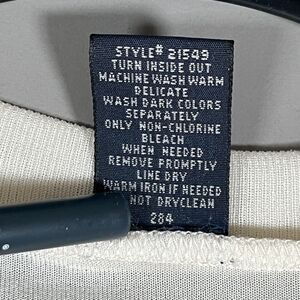 STYLE# 21549
TURN INSIDE OUT
MACHINE WASH WARM
DELICATE
WASH DARK COLORS
SEPARATELY
ONLY NON-CHLORINE
BLEACH
WHEN NEEDED
REMOVE PROMPTLY
LINE DRY
WARM IRON IF NEEDED
NOT DRYCLEAN
284